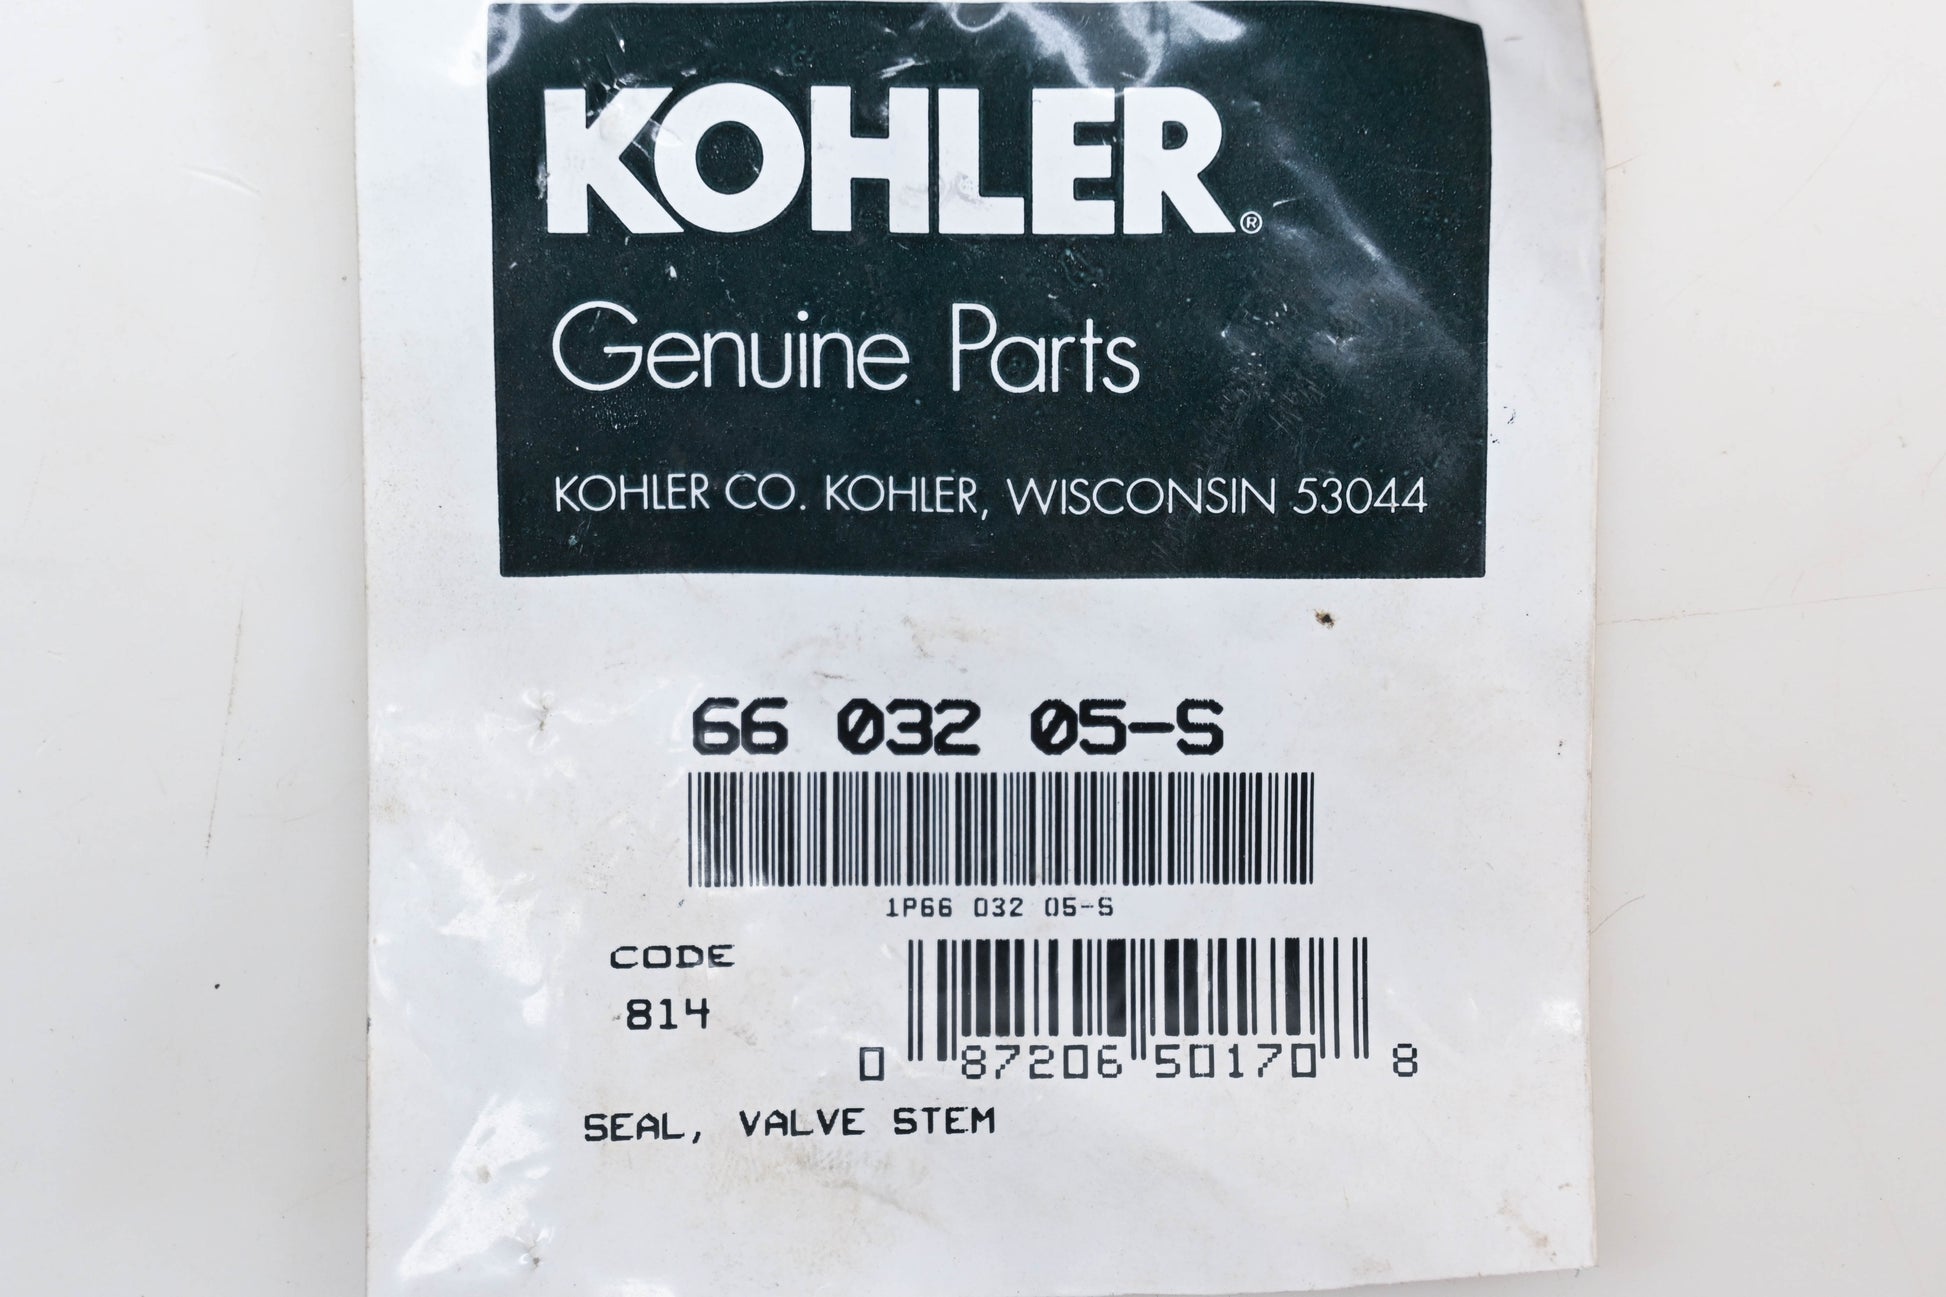 KOHLER®
Genuine Parts
KOHLER CO. KOHLER, WISCONSIN 53044
66 032 05-S
1P66 032 05-S
CODE
814
0 87206 50170 8
SEAL, VALVE STEM